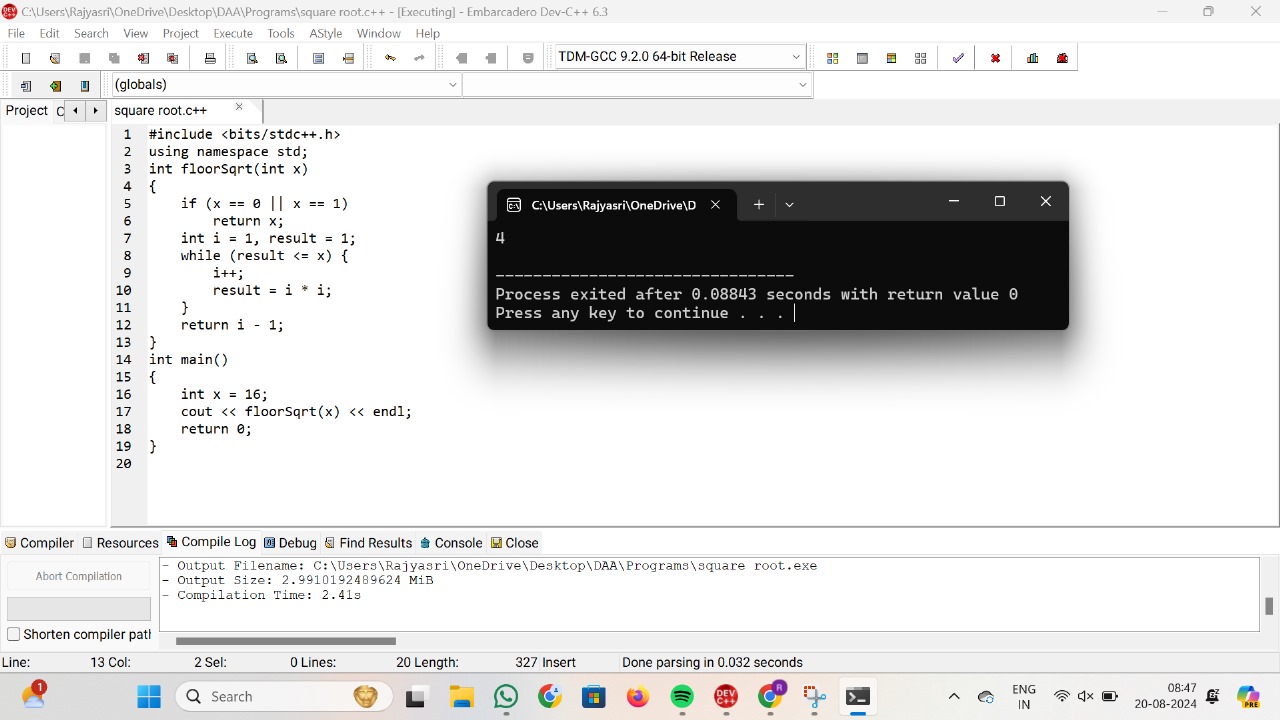 C:\Users\Rajyasri\OneDrive\Desktop\DAA\Programs\square root.c++ - [Executing] - Embarcadero Dev-C++ 6.3
File Edit Search View Project Execute Tools AStyle Window Help
TDM-GCC 9.2.0 64-bit Release
(globals)
Project C
square root.c++
1 #include <bits/stdc++.h>
2 using namespace std;
3 int floorSqrt(int x)
4 {
5     if (x == 0 || x == 1)
6         return x;
7     int i = 1, result = 1;
8     while (result <= x) {
9         i++;
10         result = i * i;
11     }
12     return i - 1;
13 }
14 int main()
15 {
16     int x = 16;
17     cout << floorSqrt(x) << endl;
18     return 0;
19 }
20
C:\Users\Rajyasri\OneDrive\D
4
--------------------------------
Process exited after 0.08843 seconds with return value 0
Press any key to continue . . .
Compiler Resources Compile Log Debug Find Results Console Close
Abort Compilation
Shorten compiler path
- Output Filename: C:\Users\Rajyasri\OneDrive\Desktop\DAA\Programs\square root.exe
- Output Size: 2.9910192489624 MiB
- Compilation Time: 2.41s
Line: 13 Col: 2 Sel: 0 Lines: 20 Length: 327 Insert Done parsing in 0.032 seconds
1
Search
DEV C++
R
ENG
IN
08:47
20-08-2024
PRE